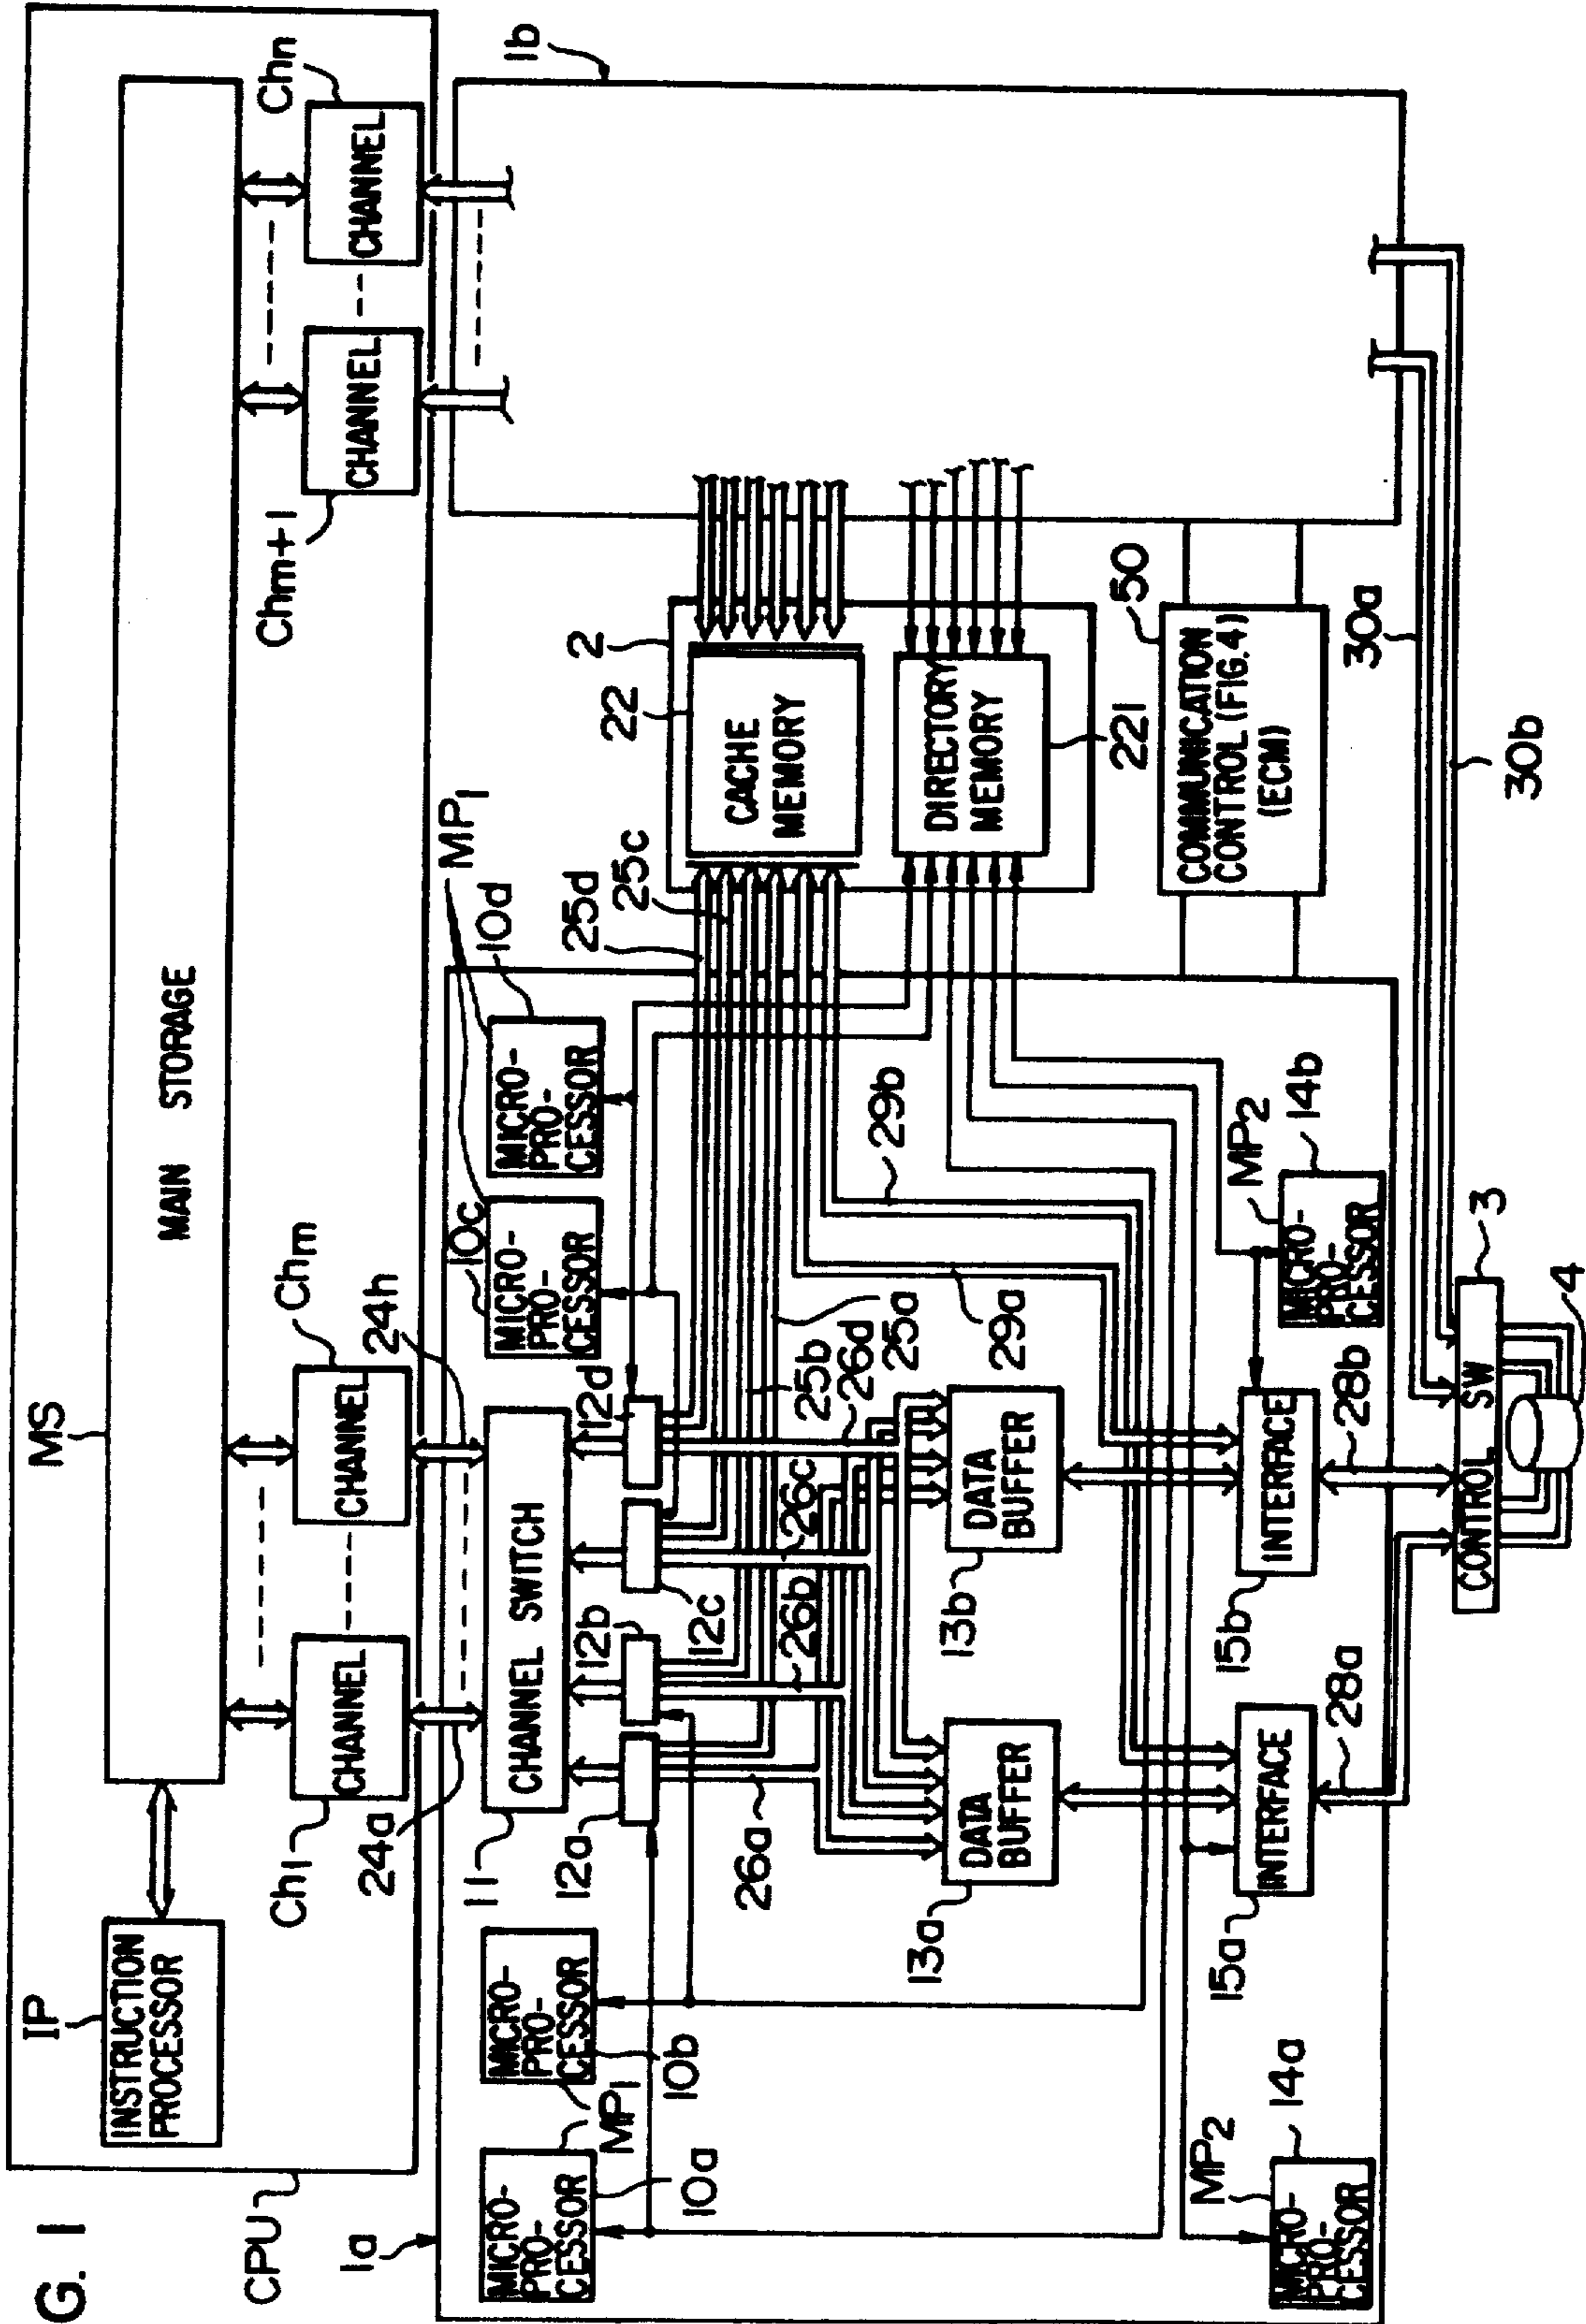 G. 1
CPU
IP
INSTRUCTION
PROCESSOR
MS
MAIN STORAGE
Ch1
CHANNEL
Chm
CHANNEL
Chm+1
CHANNEL
Chn
CHANNEL
24a
24h
1a
1b
MICRO-
PRO-
CESSOR
MP1
10a
MICRO-
PRO-
CESSOR
10b
11
CHANNEL SWITCH
12a
12b
12c
12d
10c
MICRO-
PRO-
CESSOR
MICRO-
PRO-
CESSOR
10d
MP1
25d
25c
22
2
CACHE
MEMORY
DIRECTORY
MEMORY
221
50
COMMUNICATION
CONTROL (FIG.4)
(ECM)
26a
26b
26c
25b
26d
25a
29a
29b
13a
DATA
BUFFER
13b
DATA
BUFFER
MP2
14a
MICRO-
PRO-
CESSOR
15a
INTERFACE
28a
15b
INTERFACE
28b
MP2
14b
MICRO-
PRO-
CESSOR
CONTROL SW
3
4
30a
30b